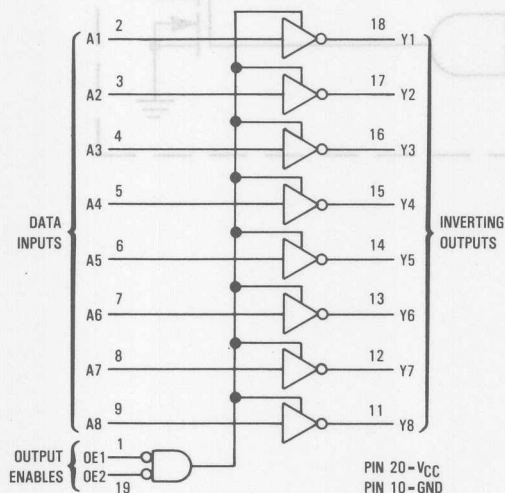 2
A1
18
Y1
3
A2
17
Y2
4
A3
16
Y3
5
A4
15
Y4
DATA
INPUTS
INVERTING
OUTPUTS
6
A5
14
Y5
7
A6
13
Y6
8
A7
12
Y7
9
A8
11
Y8
OUTPUT
ENABLES
1
OE1
OE2
19
PIN 20 = VCC
PIN 10 = GND